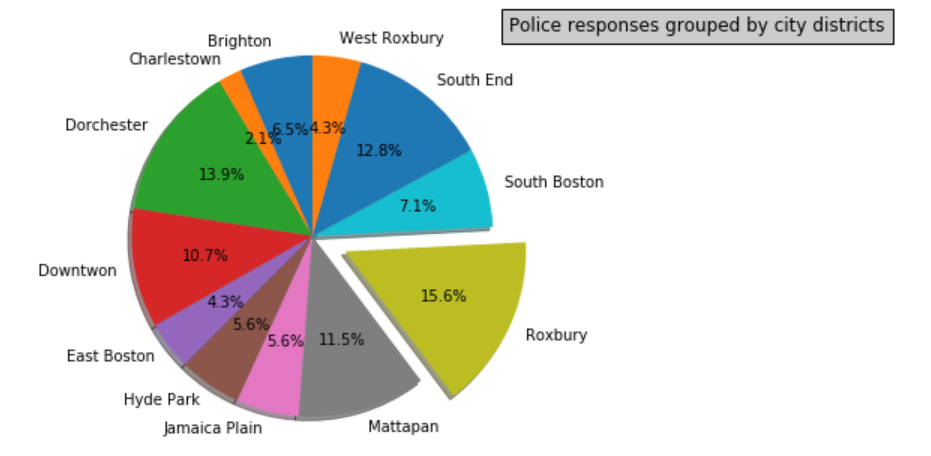 Police responses grouped by city districts
Brighton
6.5%
Charlestown
2.1%
Dorchester
13.9%
Downtwon
10.7%
East Boston
4.3%
Hyde Park
5.6%
Jamaica Plain
5.6%
Mattapan
11.5%
Roxbury
15.6%
South Boston
7.1%
South End
12.8%
West Roxbury
4.3%